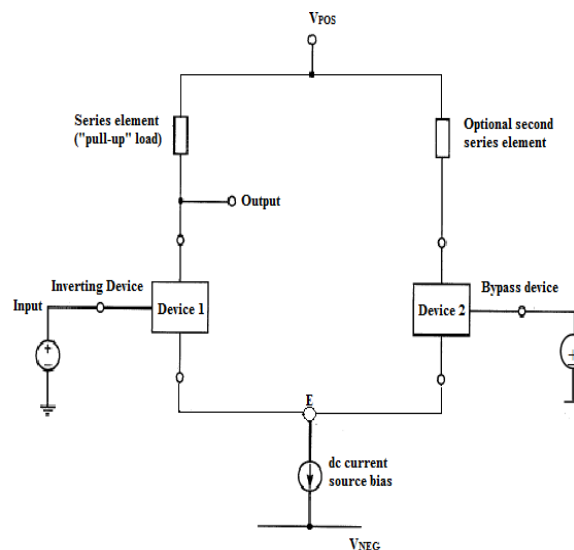 VPOS
Series element
("pull-up" load)
Optional second
series element
Output
Inverting Device
Input
Device 1
Bypass device
Device 2
E
dc current
source bias
VNEG